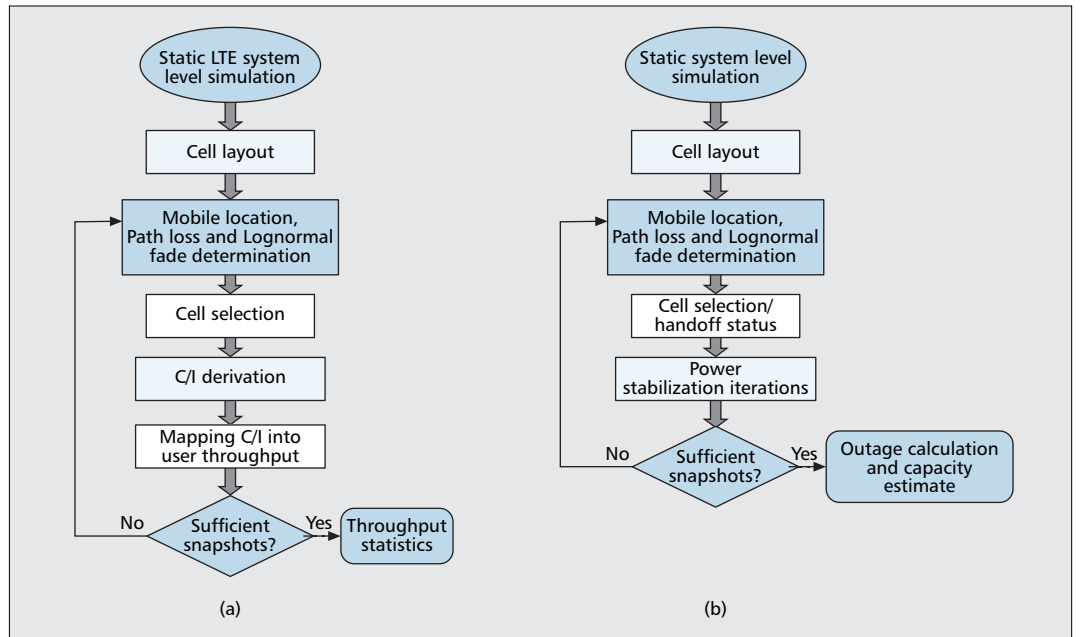 Static LTE system
level simulation
Cell layout
Mobile location,
Path loss and Lognormal
fade determination
Cell selection
C/I derivation
Mapping C/I into
user throughput
No
Sufficient
snapshots?
Yes
Throughput
statistics
(a)
Static system level
simulation
Cell layout
Mobile location,
Path loss and Lognormal
fade determination
Cell selection/
handoff status
Power
stabilization iterations
No
Sufficient
snapshots?
Yes
Outage calculation
and capacity
estimate
(b)